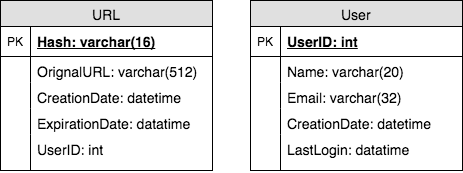 URL
PK Hash: varchar(16)
OrignalURL: varchar(512)
CreationDate: datetime
ExpirationDate: datatime
UserID: int
User
PK UserID: int
Name: varchar(20)
Email: varchar(32)
CreationDate: datetime
LastLogin: datatime